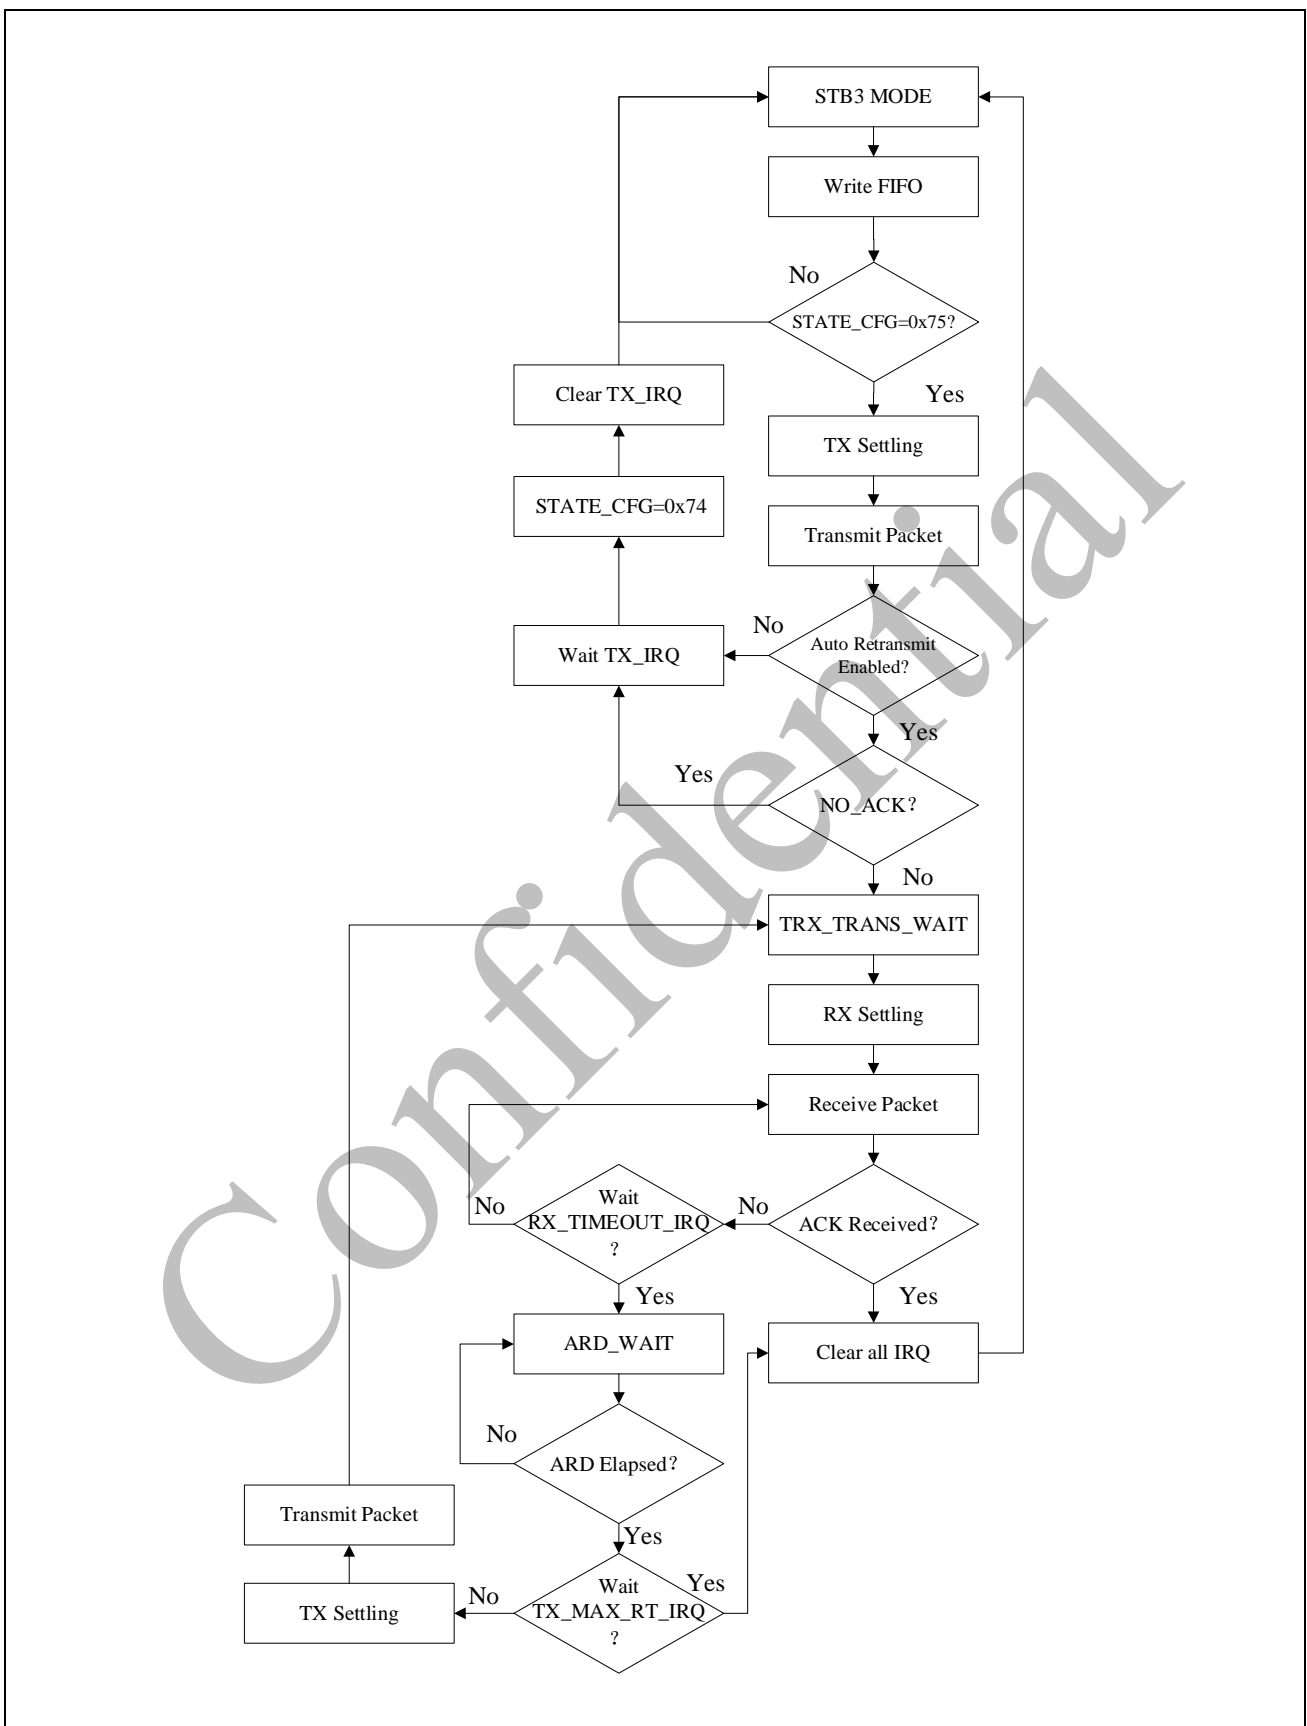 STB3 MODE
Write FIFO
No
STATE_CFG=0x75?
Clear TX_IRQ
Yes
TX Settling
STATE_CFG=0x74
Transmit Packet
No
Wait TX_IRQ
Auto Retransmit
Enabled?
Yes
Yes
NO_ACK？
No
TRX_TRANS_WAIT
RX Settling
Receive Packet
No
Wait
RX_TIMEOUT_IRQ
？
No
ACK Received？
Yes
Yes
ARD_WAIT
Clear all IRQ
No
ARD Elapsed？
Transmit Packet
Yes
TX Settling
No
Wait
TX_MAX_RT_IRQ
？
Yes
Confidential